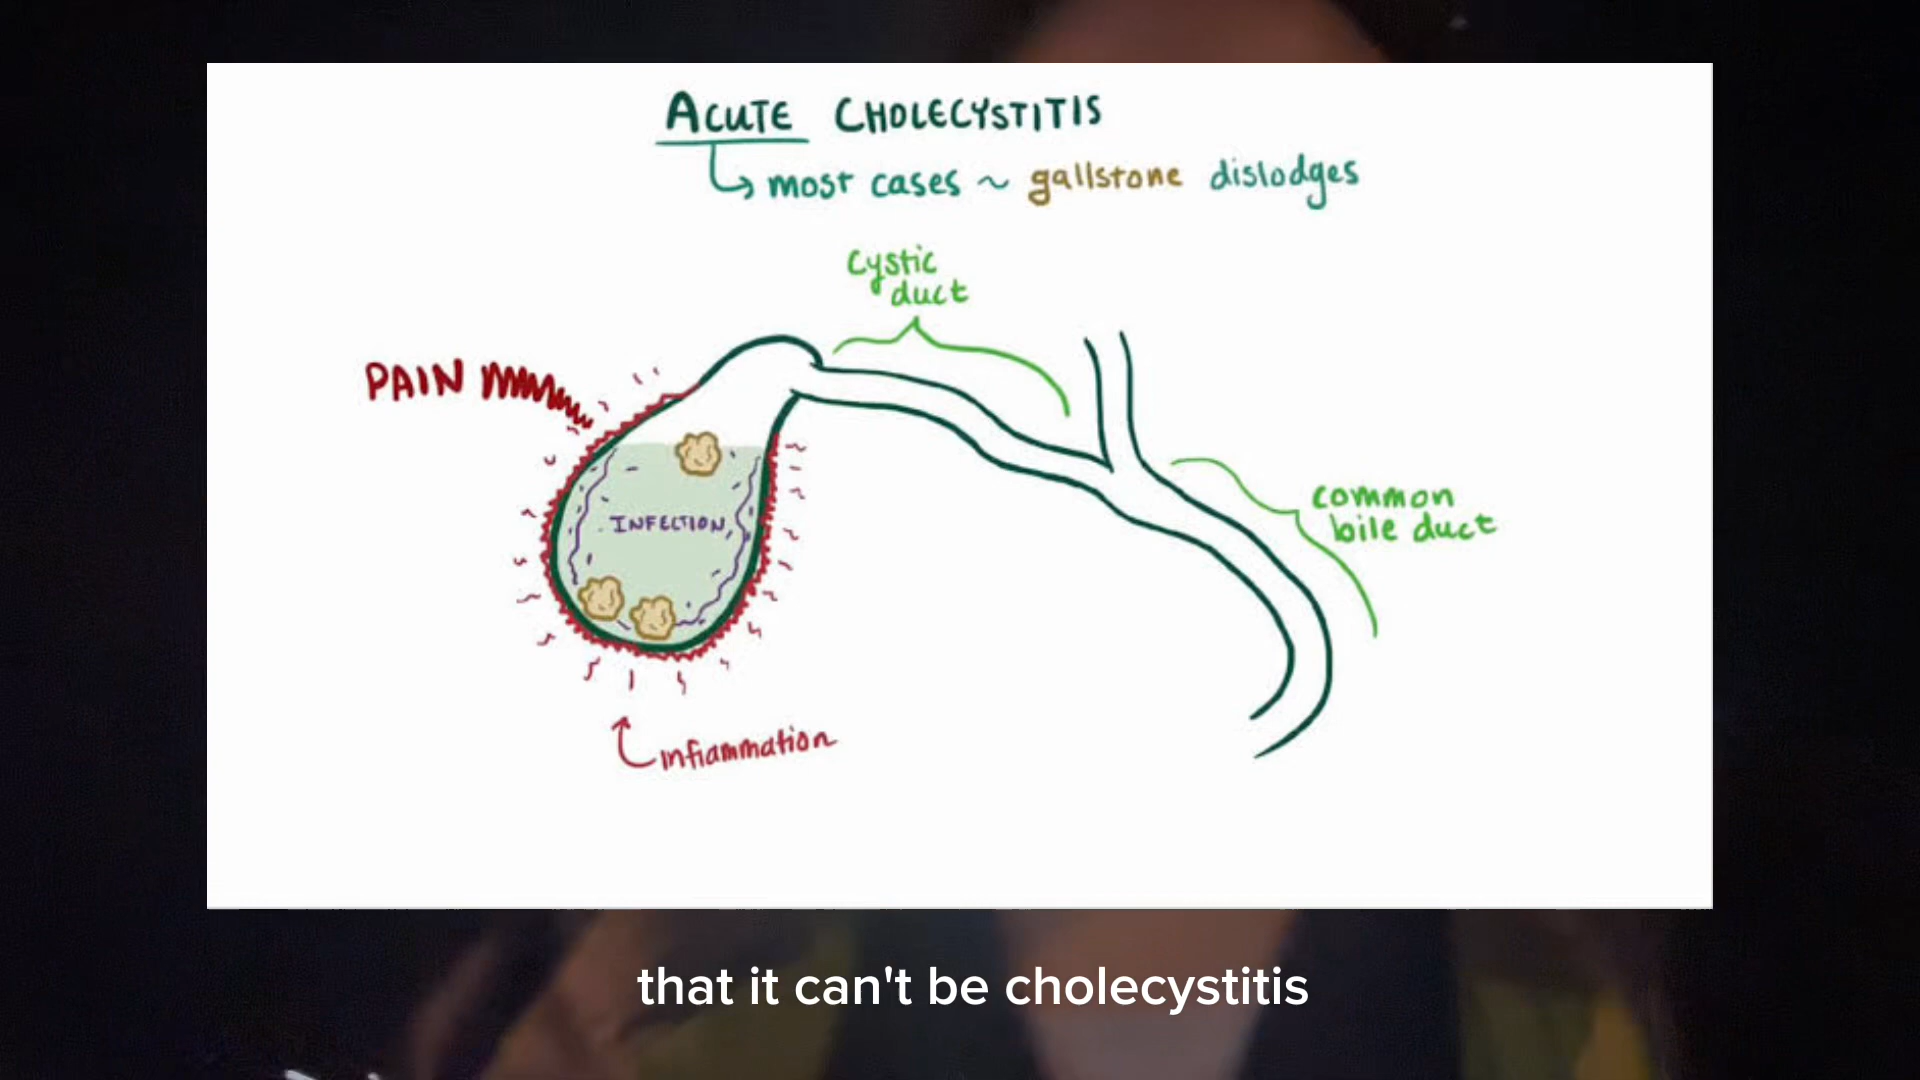 ACUTE CHOLECYSTITIS
most cases ~ gallstone dislodges
cystic
duct
PAIN
INFECTION
common
bile duct
inflammation
that it can't be cholecystitis